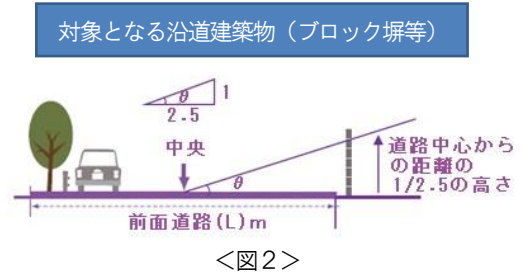 対象となる沿道建築物（ブロック塀等）
θ
1
2.5
中央
θ
道路中心から
の距離の
1/2.5の高さ
前面道路(L)m
＜図２＞